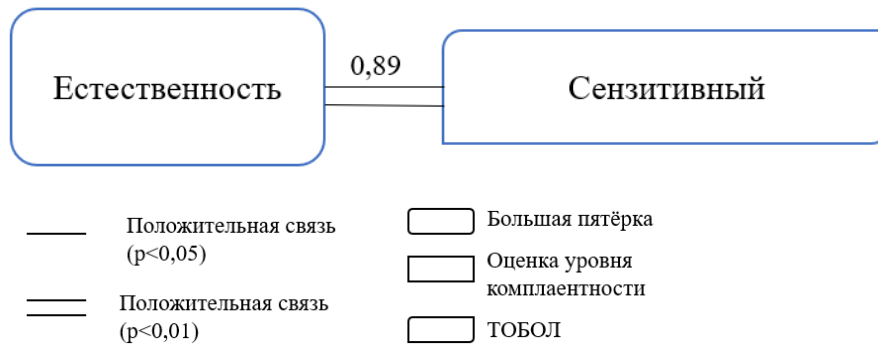 0,89
Естественность
Сензитивный
Положительная связь
(p<0,05)
Положительная связь
(p<0,01)
Большая пятёрка
Оценка уровня
комплаентности
ТОБОЛ